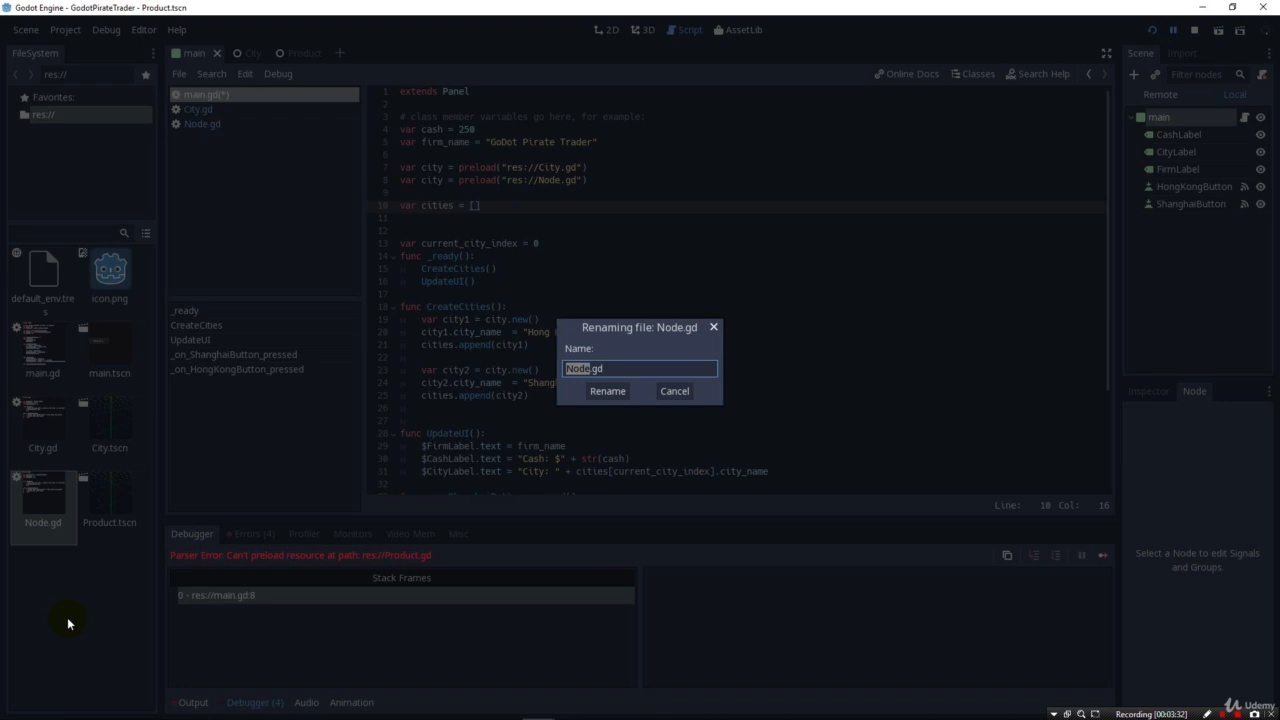 Godot Engine - GodotPirateTrader - Product.tscn
Scene Project Debug Editor Help
2D 3D Script AssetLib
FileSystem
main City Product
Scene Import
res://
File Search Edit Debug
Online Docs Classes Search Help
Filter nodes
Favorites:
res://
main.gd(*)
City.gd
Node.gd
Remote Local
main
CashLabel
CityLabel
FirmLabel
HongKongButton
ShanghaiButton
1 extends Panel
2
3 # class member variables go here, for example:
4 var cash = 250
5 var firm_name = "GoDot Pirate Trader"
6
7 var city = preload("res://City.gd")
8 var city = preload("res://Node.gd")
9
10 var cities = []
11
12
13 var current_city_index = 0
14 func _ready():
15 CreateCities()
16 UpdateUI()
17
18 func CreateCities():
19 var city1 = city.new()
20 city1.city_name = "Hong
21 cities.append(city1)
22
23 var city2 = city.new()
24 city2.city_name = "Shang
25 cities.append(city2)
28 func UpdateUI():
29 $FirmLabel.text = firm_name
30 $CashLabel.text = "Cash: $" + str(cash)
31 $CityLabel.text = "City: " + cities[current_city_index].city_name
Line: 10 Col: 16
Renaming file: Node.gd
Name:
Node.gd
Rename Cancel
default_env.tre
s
icon.png
main.gd
main.tscn
City.gd
City.tscn
Node.gd
Product.tscn
_ready
CreateCities
UpdateUI
_on_ShanghaiButton_pressed
_on_HongKongButton_pressed
Inspector Node
Select a Node to edit Signals
and Groups.
Debugger Errors (4) Profiler Monitors Video Mem Misc
Parser Error: Can't preload resource at path: res://Product.gd
Stack Frames
0 - res://main.gd:8
Output Debugger (4) Audio Animation
Udemy
Recording [00:03:32]